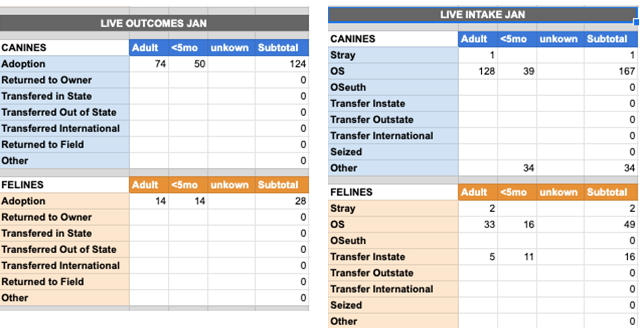 LIVE OUTCOMES JAN
CANINES Adult <5mo unkown Subtotal
Adoption 74 50 124
Returned to Owner 0
Transfered in State 0
Transferred Out of State 0
Transferred International 0
Returned to Field 0
Other 0
FELINES Adult <5mo unkown Subtotal
Adoption 14 14 28
Returned to Owner 0
Transfered in State 0
Transferred Out of State 0
Transferred International 0
Returned to Field 0
Other 0
LIVE INTAKE JAN
CANINES Adult <5mo unkown Subtotal
Stray 1 1
OS 128 39 167
OSeuth 0
Transfer Instate 0
Transfer Outstate 0
Transfer International 0
Seized 0
Other 34 34
FELINES Adult <5mo unkown Subtotal
Stray 2 2
OS 33 16 49
OSeuth 0
Transfer Instate 5 11 16
Transfer Outstate 0
Transfer International 0
Seized 0
Other 0